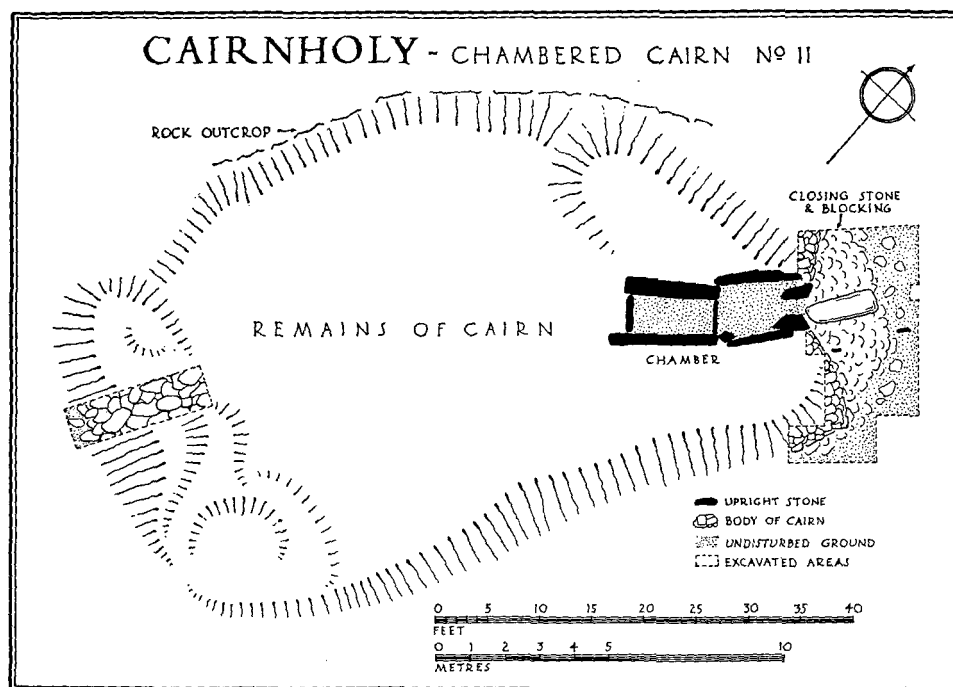 CAIRNHOLY - CHAMBERED CAIRN Nº II
ROCK OUTCROP
CLOSING STONE
& BLOCKING
REMAINS OF CAIRN
CHAMBER
UPRIGHT STONE
BODY OF CAIRN
UNDISTURBED GROUND
EXCAVATED AREAS
0 5 10 15 20 25 30 35 40
FEET
0 1 2 3 4 5 10
METRES